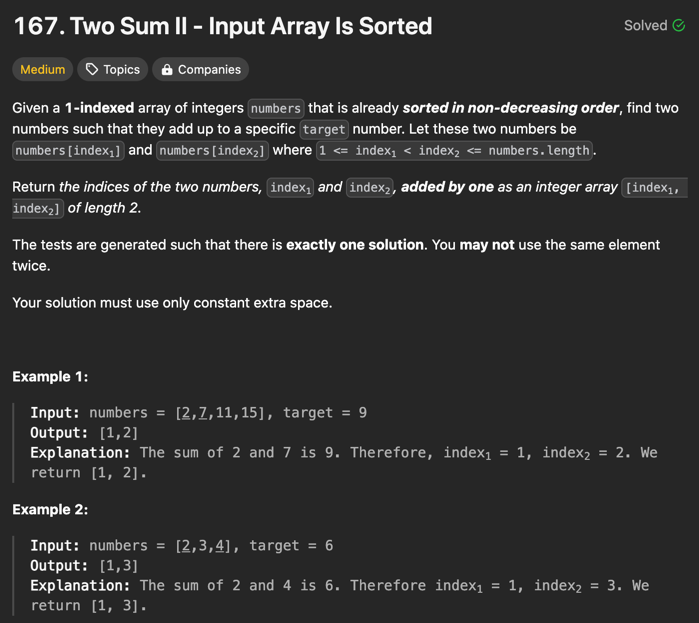 167. Two Sum II - Input Array Is Sorted
Solved
Medium Topics Companies
Given a 1-indexed array of integers numbers that is already sorted in non-decreasing order, find two
numbers such that they add up to a specific target number. Let these two numbers be
numbers[index₁] and numbers[index₂] where 1 <= index₁ < index₂ <= numbers.length.
Return the indices of the two numbers, index₁ and index₂, added by one as an integer array [index₁,
index₂] of length 2.
The tests are generated such that there is exactly one solution. You may not use the same element
twice.
Your solution must use only constant extra space.
Example 1:
Input: numbers = [2,7,11,15], target = 9
Output: [1,2]
Explanation: The sum of 2 and 7 is 9. Therefore, index₁ = 1, index₂ = 2. We
return [1, 2].
Example 2:
Input: numbers = [2,3,4], target = 6
Output: [1,3]
Explanation: The sum of 2 and 4 is 6. Therefore index₁ = 1, index₂ = 3. We
return [1, 3].